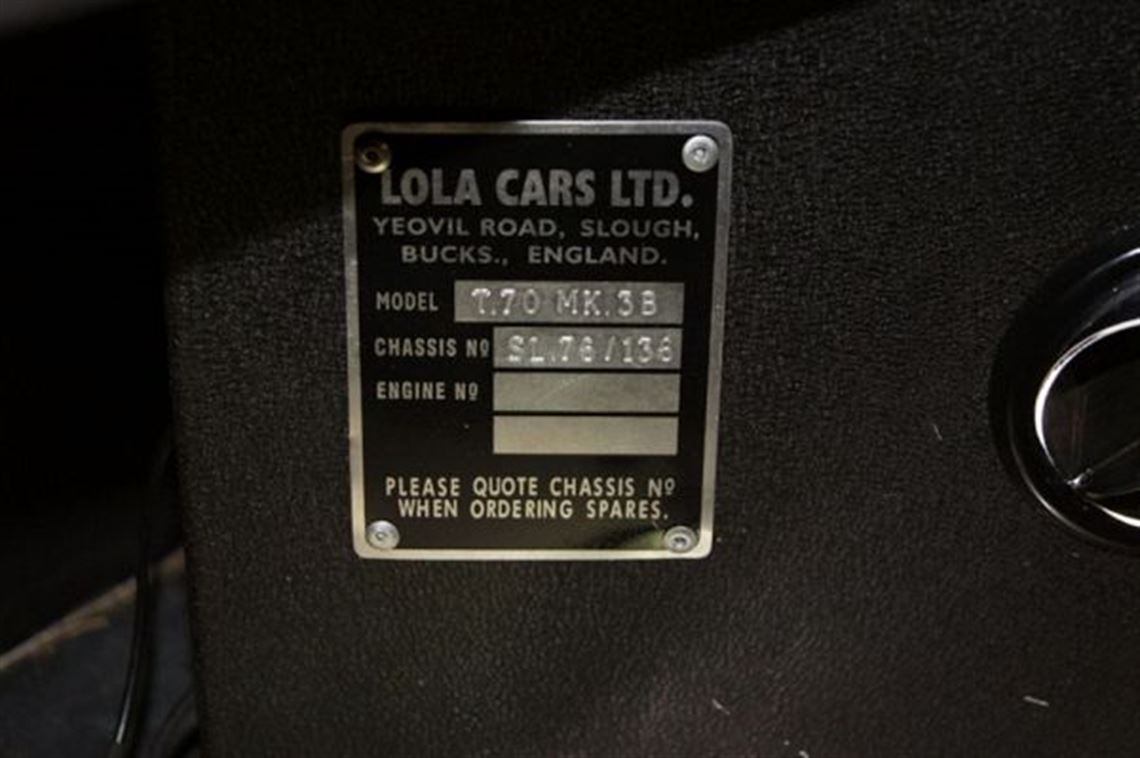 LOLA CARS LTD.
YEOVIL ROAD, SLOUGH,
BUCKS., ENGLAND.
MODEL T.70 MK.3B
CHASSIS Nº SL.76/136
ENGINE Nº
PLEASE QUOTE CHASSIS Nº
WHEN ORDERING SPARES.